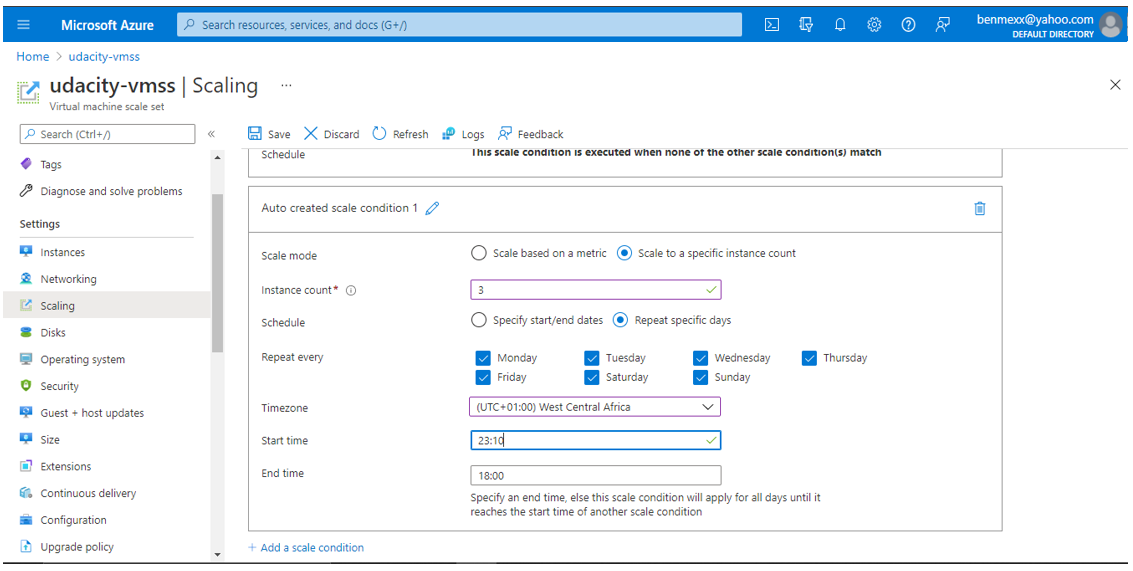 Microsoft Azure
Search resources, services, and docs (G+/)
benmexx@yahoo.com
DEFAULT DIRECTORY
Home > udacity-vmss
udacity-vmss | Scaling ...
Virtual machine scale set
Search (Ctrl+/)
«
Save
Discard
Refresh
Logs
Feedback
Tags
Diagnose and solve problems
Settings
Instances
Networking
Scaling
Disks
Operating system
Security
Guest + host updates
Size
Extensions
Continuous delivery
Configuration
Upgrade policy
Schedule
This scale condition is executed when none of the other scale condition(s) match
Auto created scale condition 1
Scale mode
Scale based on a metric
Scale to a specific instance count
Instance count*
3
Schedule
Specify start/end dates
Repeat specific days
Repeat every
Monday
Tuesday
Wednesday
Thursday
Friday
Saturday
Sunday
Timezone
(UTC+01:00) West Central Africa
Start time
23:10
End time
18:00
Specify an end time, else this scale condition will apply for all days until it
reaches the start time of another scale condition
+ Add a scale condition